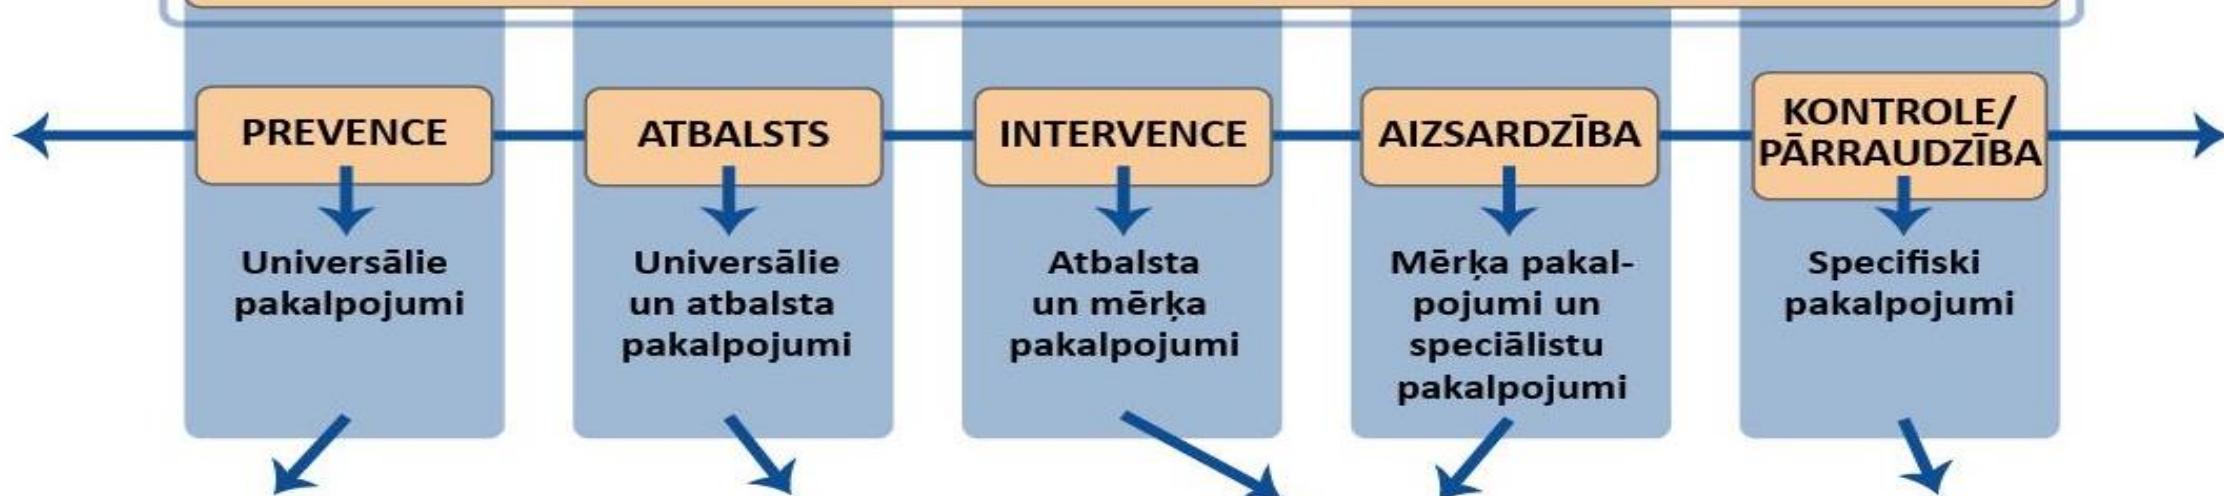 PREVENCE
Universālie
pakalpojumi
ATBALSTS
Universālie
un atbalsta
pakalpojumi
INTERVENCE
Atbalsta
un mērķa
pakalpojumi
AIZSARDZĪBA
Mērķa pakal-
pojumi un
speciālistu
pakalpojumi
KONTROLE/
PĀRRAUDZĪBA
Specifiski
pakalpojumi